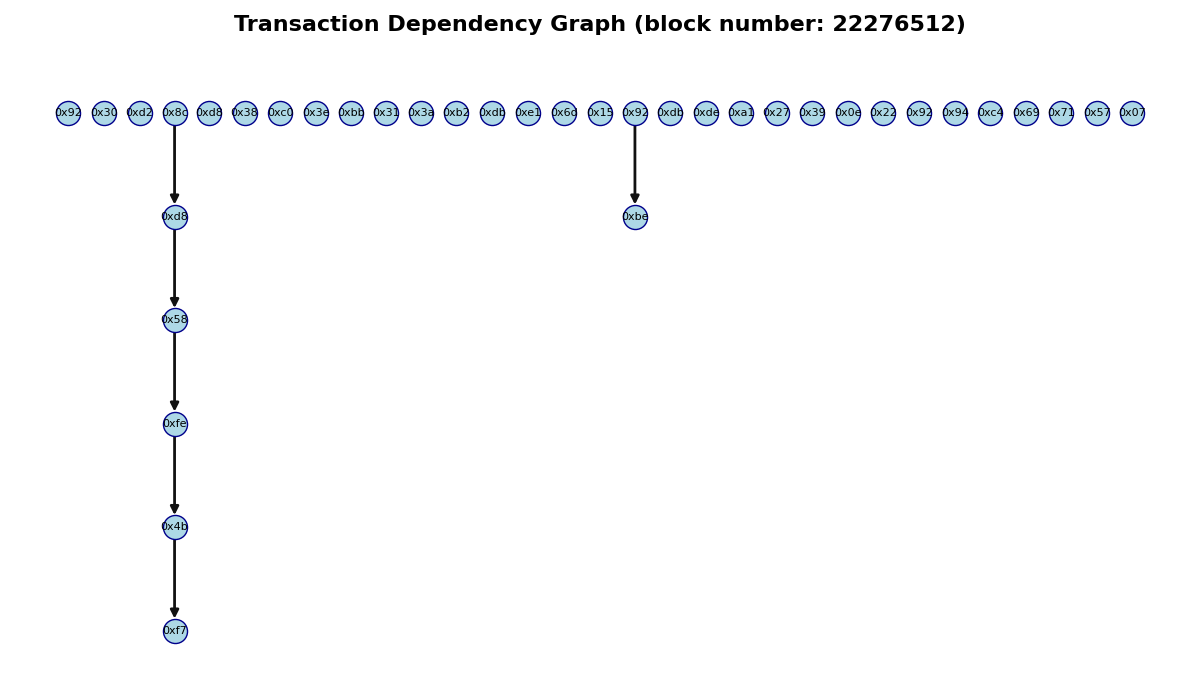 Transaction Dependency Graph (block number: 22276512)
0x92 0x30 0xd2 0x8c 0xd8 0x38 0xc0 0x3e 0xbb 0x31 0x3a 0xb2 0xdb 0xe1 0x6d 0x15 0x92 0xdb 0xde 0xa1 0x27 0x39 0x0e 0x22 0x92 0x94 0xc4 0x69 0x71 0x57 0x07
0xd8 0xbe
0x58
0xfe
0x4b
0xf7